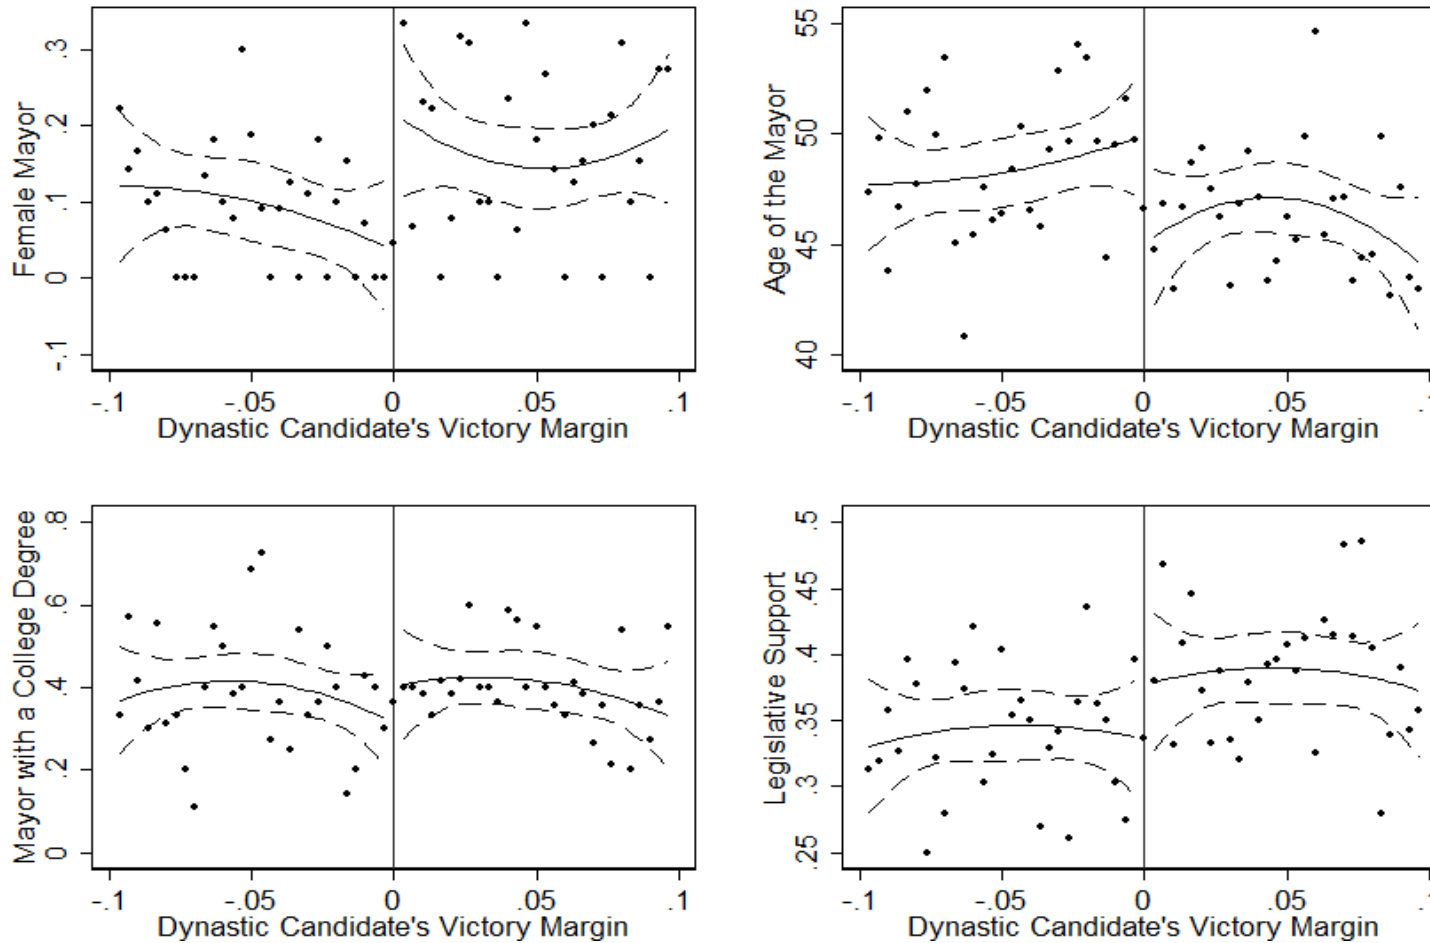 Female Mayor
.3
.2
.1
0
-.1
-.1 -.05 0 .05 .1
Dynastic Candidate's Victory Margin
Age of the Mayor
55
50
45
40
-.1 -.05 0 .05 .1
Dynastic Candidate's Victory Margin
Mayor with a College Degree
.8
.6
.4
.2
0
-.1 -.05 0 .05 .1
Dynastic Candidate's Victory Margin
Legislative Support
.5
.45
.4
.35
.3
.25
-.1 -.05 0 .05 .1
Dynastic Candidate's Victory Margin